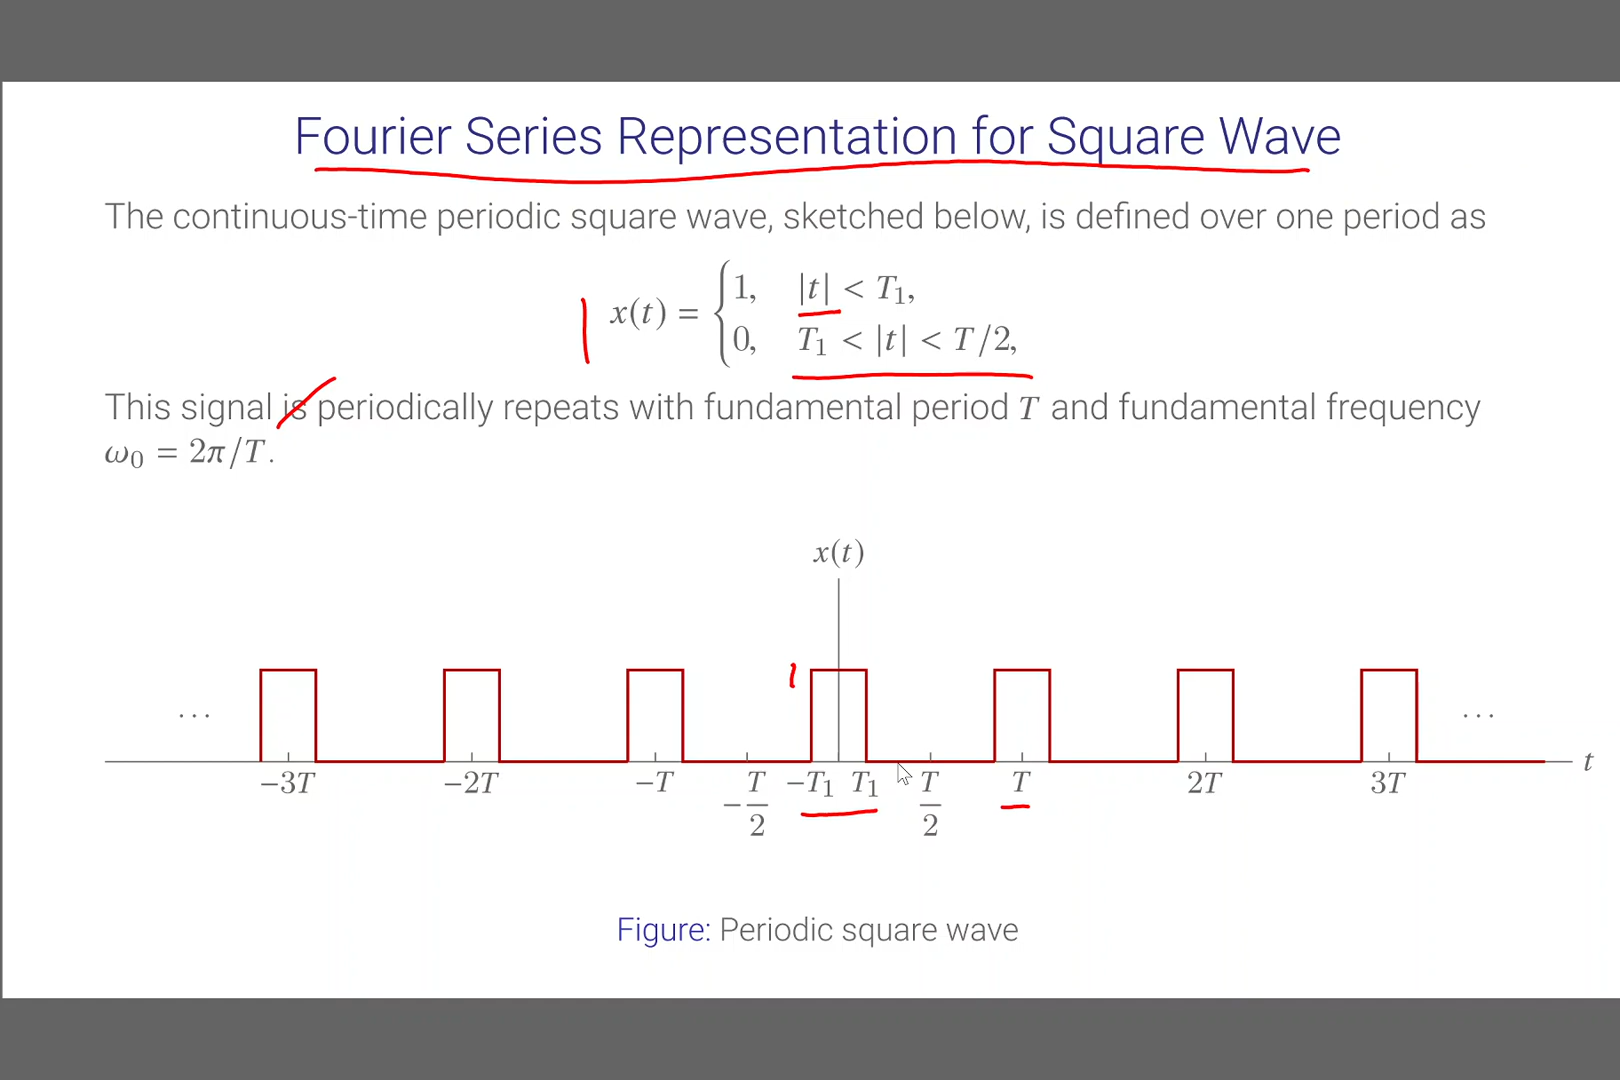 Fourier Series Representation for Square Wave
The continuous-time periodic square wave, sketched below, is defined over one period as
x(t) = {1, |t| < T₁,
0, T₁ < |t| < T/2,
This signal is periodically repeats with fundamental period T and fundamental frequency
ω₀ = 2π/T.
x(t)
1
... ...
t
−3T −2T −T −T/2 −T₁ T₁ T/2 T 2T 3T
Figure: Periodic square wave